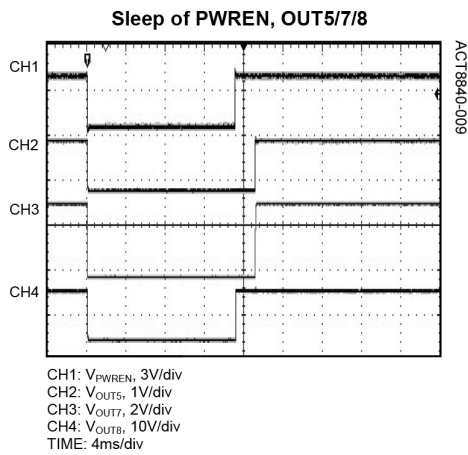 Sleep of PWREN, OUT5/7/8
CH1
CH2
CH3
CH4
ACT8840-009
CH1: VPWREN, 3V/div
CH2: VOUT5, 1V/div
CH3: VOUT7, 2V/div
CH4: VOUT8, 10V/div
TIME: 4ms/div